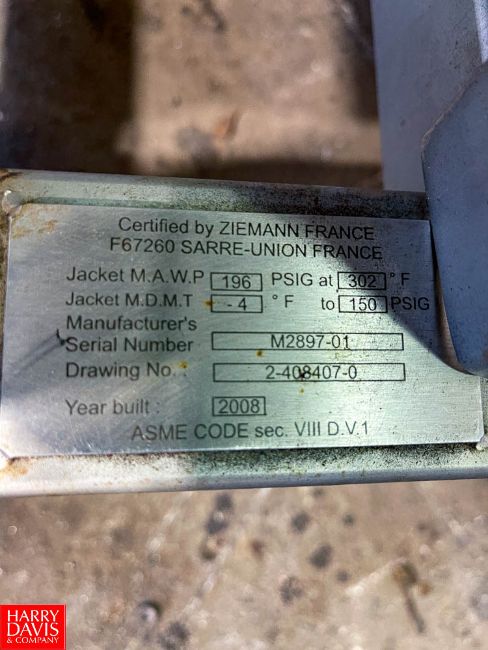 Certified by ZIEMANN FRANCE
F67260 SARRE-UNION FRANCE
Jacket M.A.W.P 196 PSIG at 302 ° F
Jacket M.D.M.T - 4 ° F to 150 PSIG
Manufacturer's
Serial Number M2897-01
Drawing No. : 2-408407-0
Year built : 2008
ASME CODE sec. VIII D.V.1
HARRY
DAVIS
& COMPANY